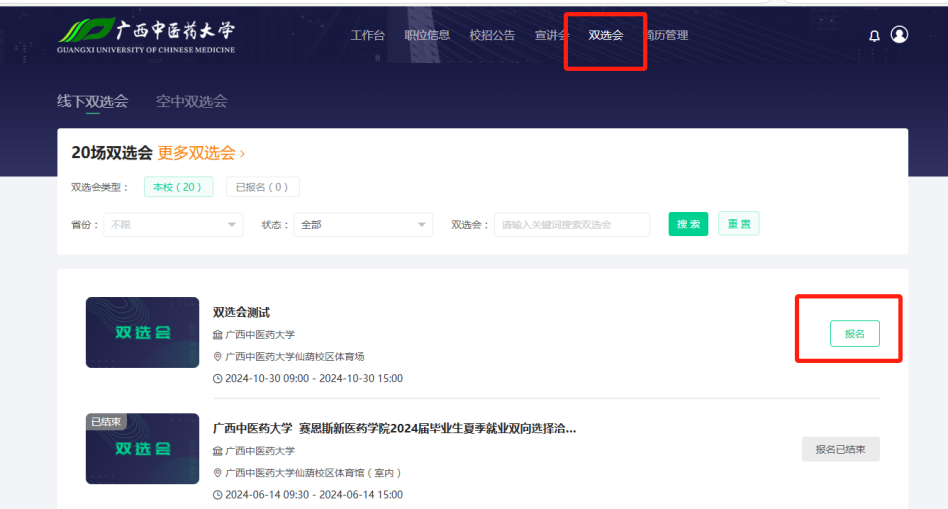 广西中医药大学
GUANGXI UNIVERSITY OF CHINESE MEDICINE
工作台 职位信息 校招公告 宣讲会 双选会 简历管理
线下双选会 空中双选会
20场双选会 更多双选会 >
双选会类型： 本校（20） 已报名（0）
省份： 不限 状态： 全部 双选会： 请输入关键词搜索双选会 搜索 重置
双选会
双选会测试
广西中医药大学
广西中医药大学仙葫校区体育场
2024-10-30 09:00 - 2024-10-30 15:00
报名
已结束
双选会
广西中医药大学 赛恩斯新医药学院2024届毕业生夏季就业双向选择洽...
广西中医药大学
广西中医药大学仙葫校区体育馆（室内）
2024-06-14 09:30 - 2024-06-14 15:00
报名已结束